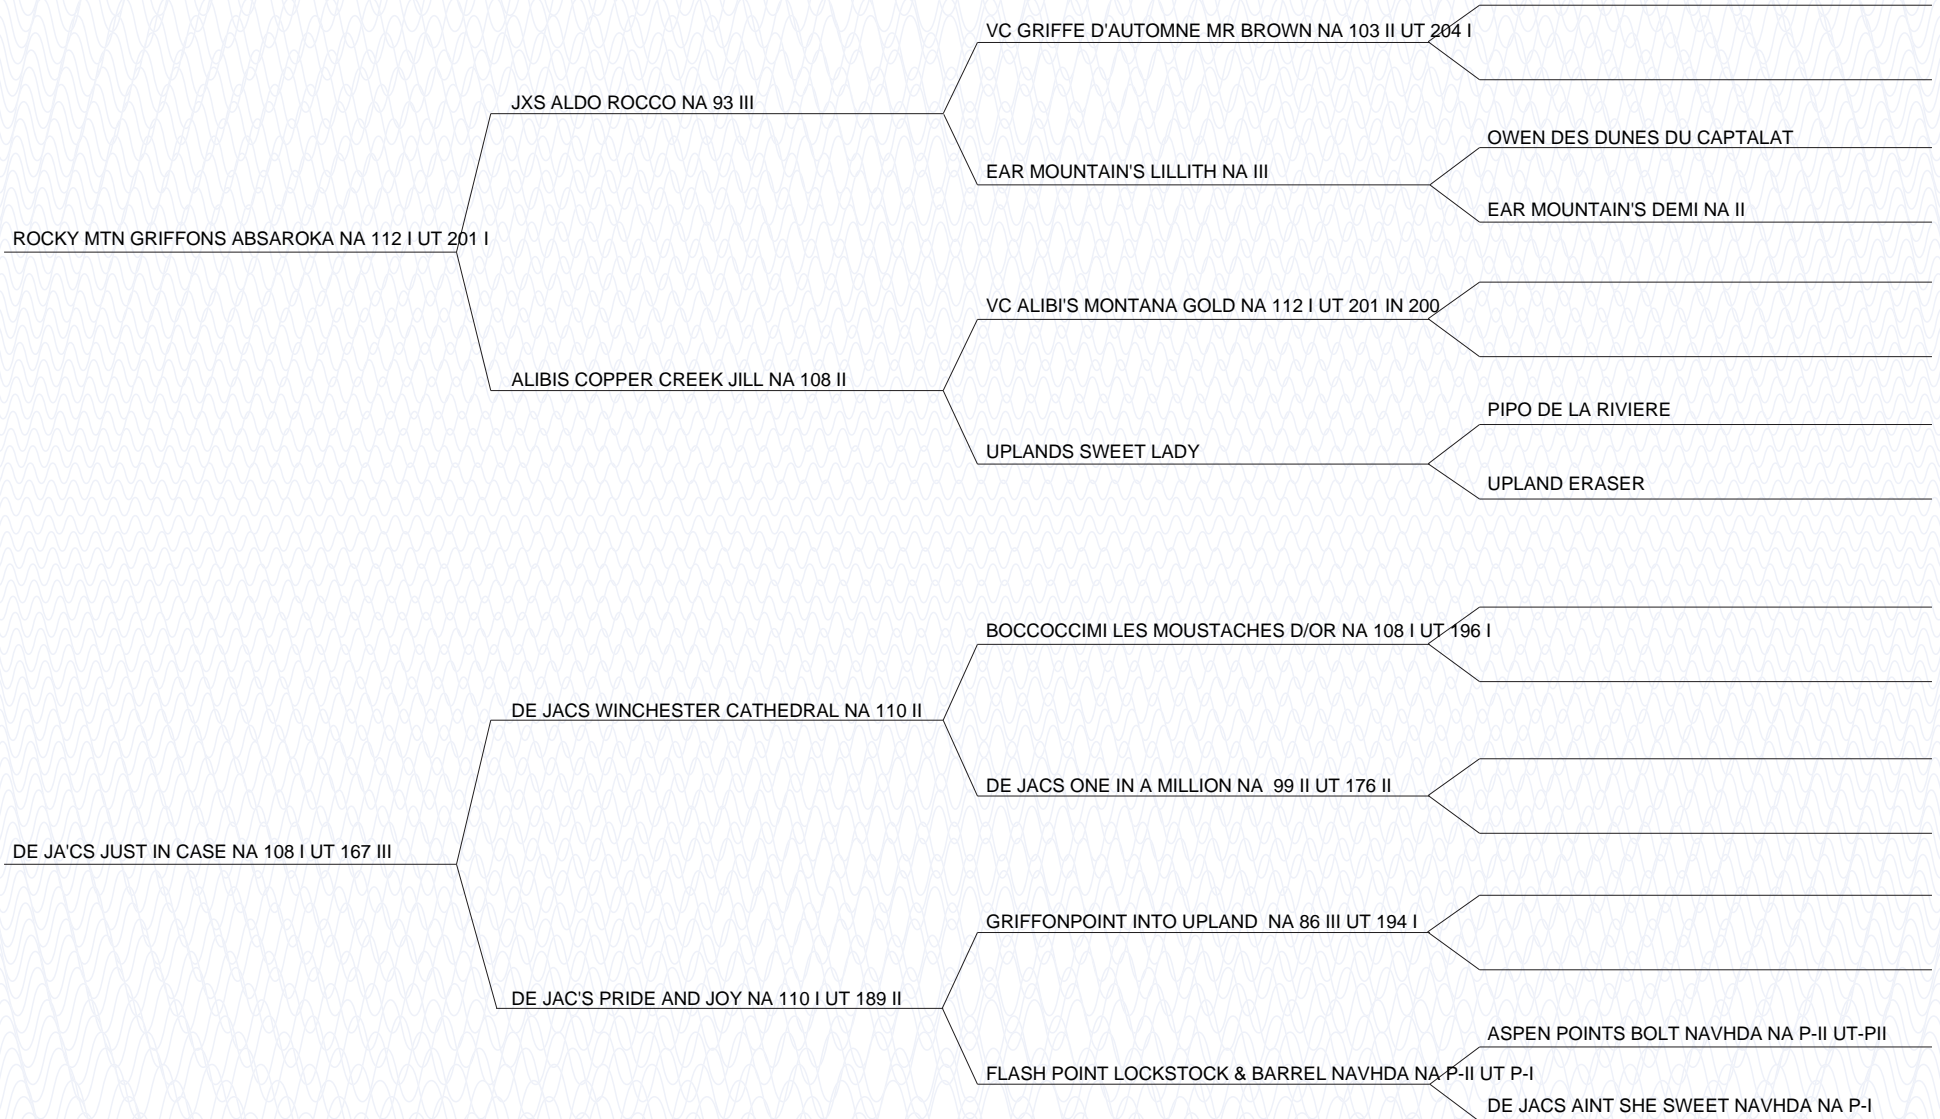 VC GRIFFE D'AUTOMNE MR BROWN NA 103 II UT 204 I
JXS ALDO ROCCO NA 93 III
OWEN DES DUNES DU CAPTALAT
EAR MOUNTAIN'S LILLITH NA III
EAR MOUNTAIN'S DEMI NA II
ROCKY MTN GRIFFONS ABSAROKA NA 112 I UT 201 I
VC ALIBI'S MONTANA GOLD NA 112 I UT 201 IN 200
ALIBIS COPPER CREEK JILL NA 108 II
PIPO DE LA RIVIERE
UPLANDS SWEET LADY
UPLAND ERASER
BOCCOCCIMI LES MOUSTACHES D/OR NA 108 I UT 196 I
DE JACS WINCHESTER CATHEDRAL NA 110 II
DE JACS ONE IN A MILLION NA  99 II UT 176 II
DE JA'CS JUST IN CASE NA 108 I UT 167 III
GRIFFONPOINT INTO UPLAND  NA 86 III UT 194 I
DE JAC'S PRIDE AND JOY NA 110 I UT 189 II
ASPEN POINTS BOLT NAVHDA NA P-II UT-PII
FLASH POINT LOCKSTOCK & BARREL NAVHDA NA P-II UT P-I
DE JACS AINT SHE SWEET NAVHDA NA P-I